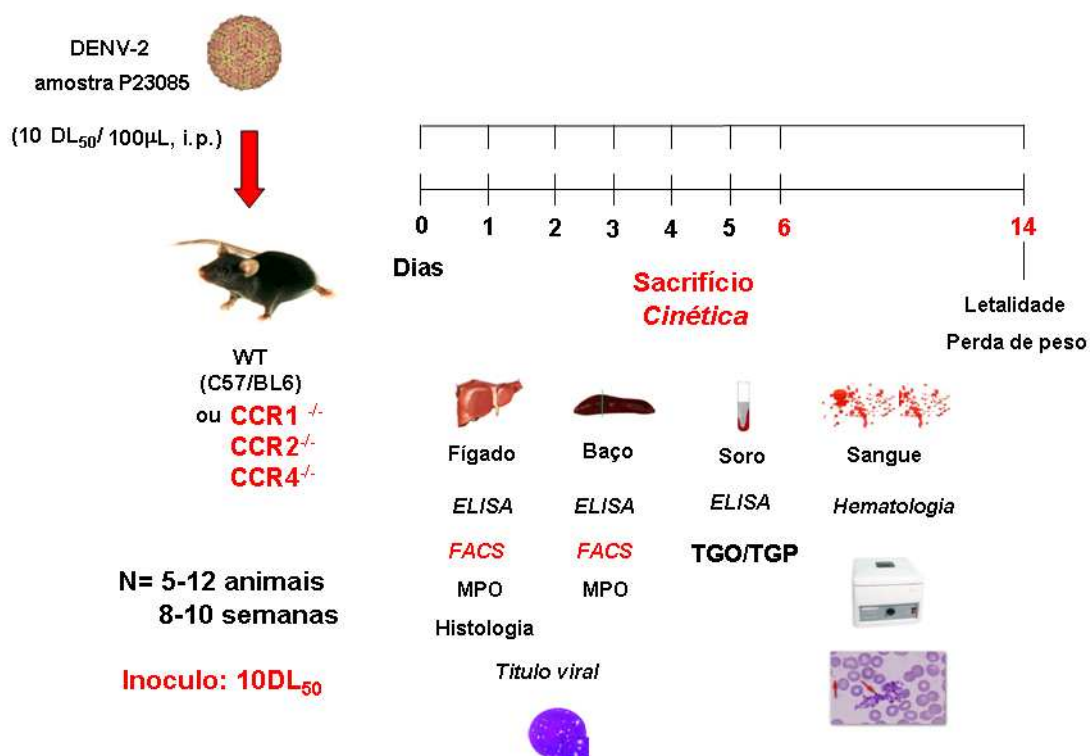 DENV-2
amostra P23085
(10 DL50/ 100µL, i.p.)
0 1 2 3 4 5 6 14
Dias
Sacrifício
Cinética
Letalidade
Perda de peso
WT
(C57/BL6)
ou CCR1 -/-
CCR2-/-
CCR4-/-
Fígado Baço Soro Sangue
ELISA ELISA ELISA Hematologia
FACS FACS TGO/TGP
MPO MPO
Histologia
Titulo viral
N= 5-12 animais
8-10 semanas
Inoculo: 10DL50